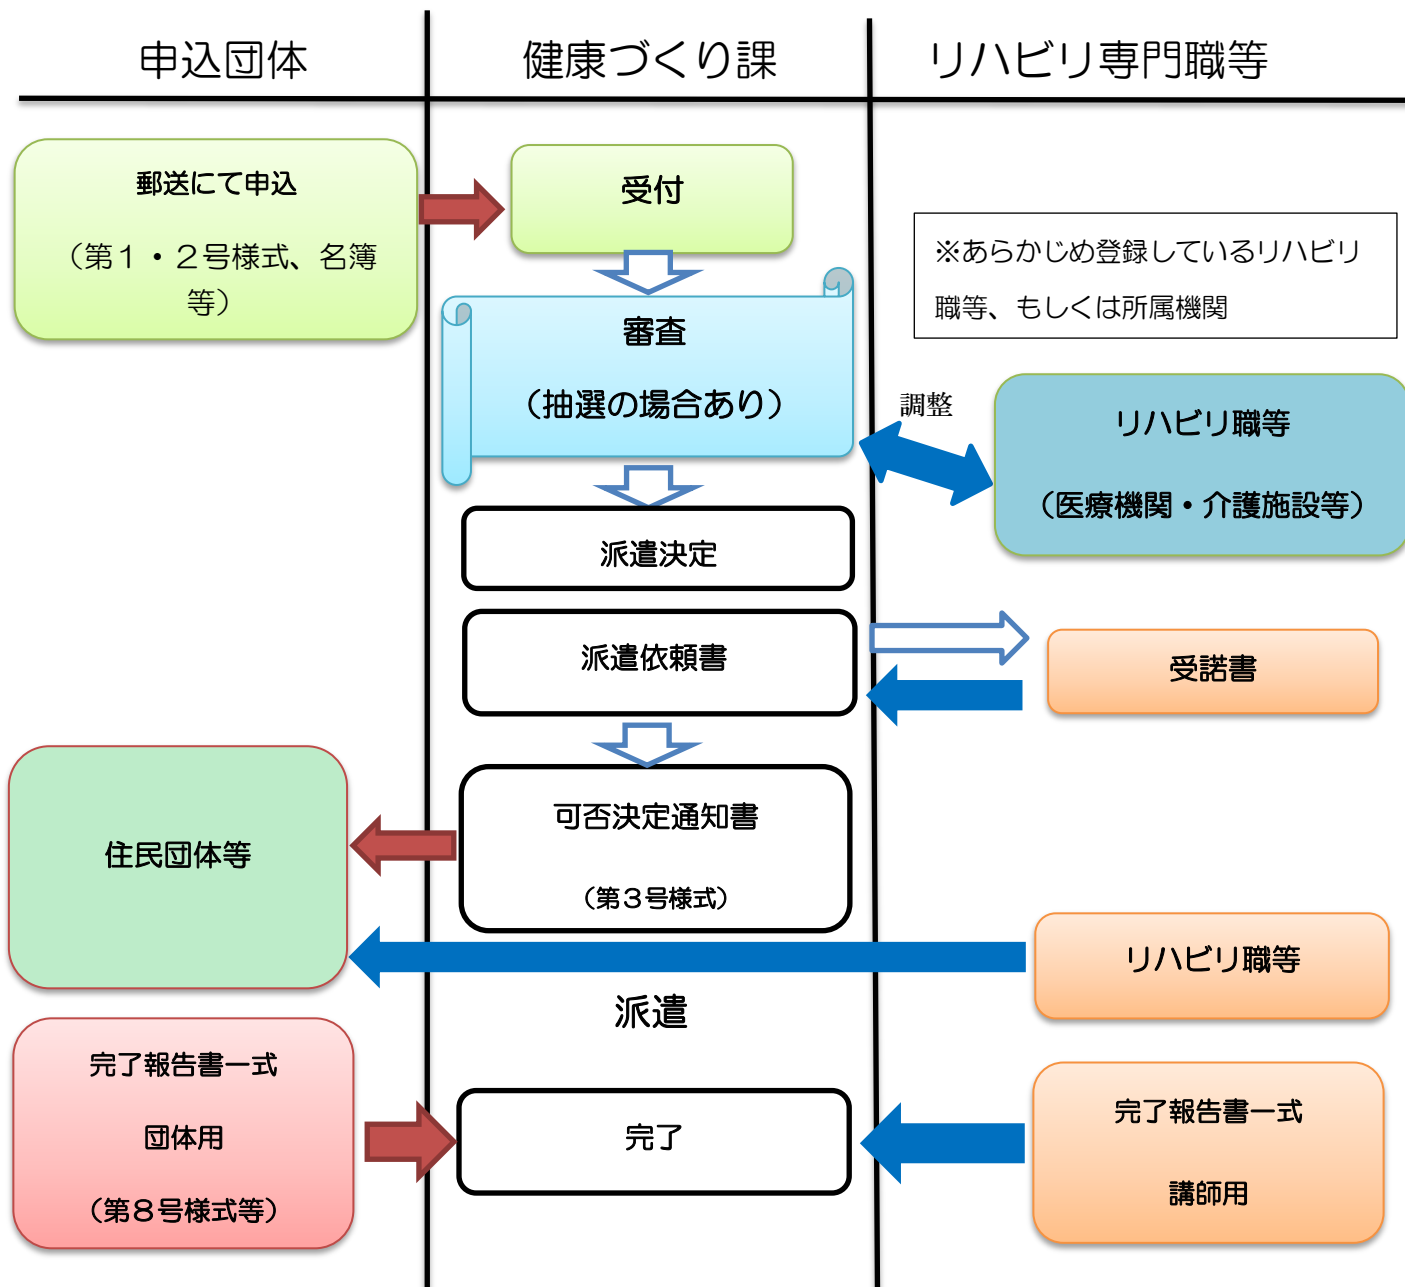 申込団体
健康づくり課
リハビリ専門職等
郵送にて申込
（第１・２号様式、名簿
等）
受付
※あらかじめ登録しているリハビリ
職等、もしくは所属機関
審査
（抽選の場合あり）
調整
リハビリ職等
（医療機関・介護施設等）
派遣決定
派遣依頼書
受諾書
可否決定通知書
（第３号様式）
住民団体等
リハビリ職等
派遣
完了報告書一式
団体用
（第８号様式等）
完了
完了報告書一式
講師用